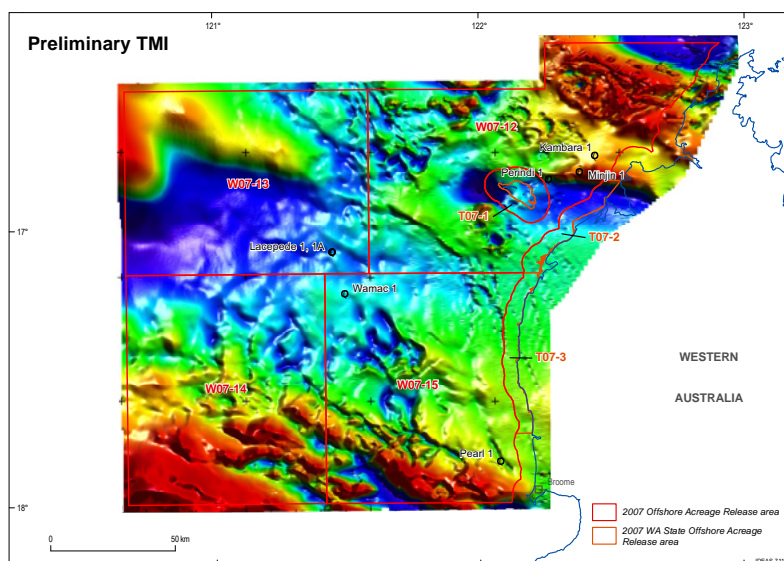 121°
122°
123°
Preliminary TMI
W07-12
Kambara 1
Perindi 1
Minjin 1
W07-13
T07-1
17°
T07-2
Lacepede 1, 1A
Wamac 1
T07-3
WESTERN
W07-14
W07-15
AUSTRALIA
Pearl 1
Broome
18°
2007 Offshore Acreage Release area
0
50 km
2007 WA State Offshore Acreage
Release area